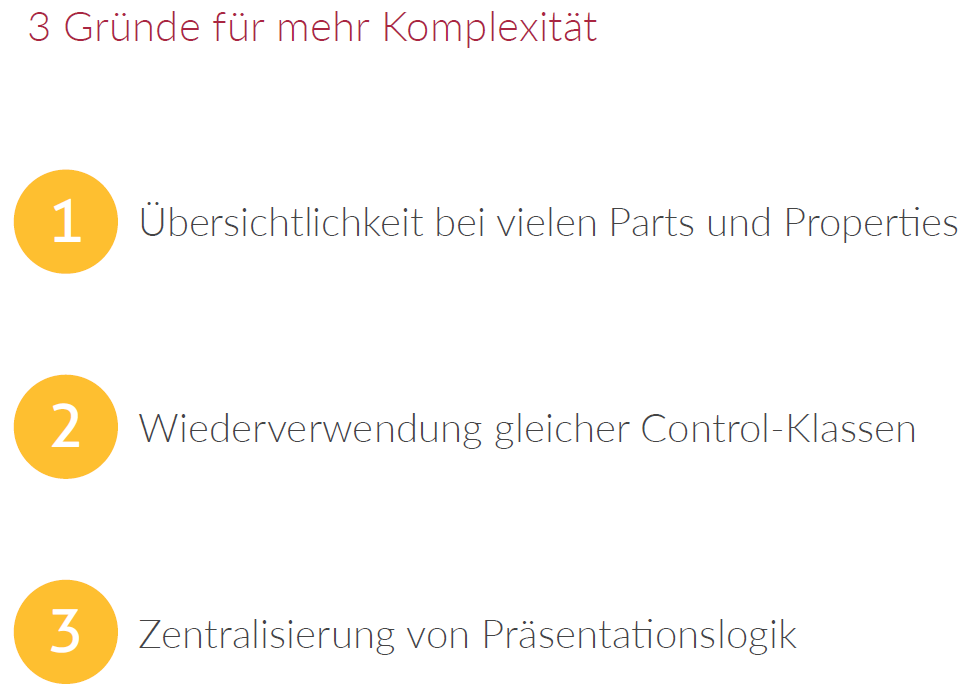 3 Gründe für mehr Komplexität
1 Übersichtlichkeit bei vielen Parts und Properties
2 Wiederverwendung gleicher Control-Klassen
3 Zentralisierung von Präsentationslogik